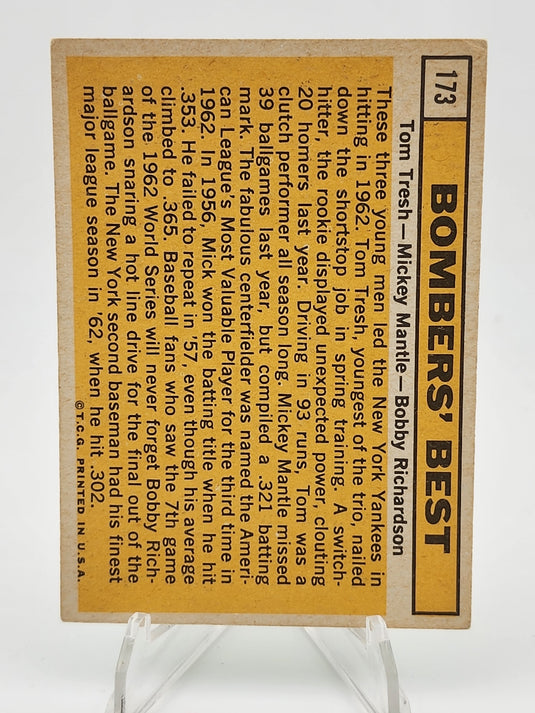 173
BOMBERS' BEST
Tom Tresh—Mickey Mantle—Bobby Richardson
These three young men led the New York Yankees in
hitting in 1962. Tom Tresh, youngest of the trio, nailed
down the shortstop job in spring training. A switch-
hitter, the rookie displayed unexpected power, clouting
20 homers last year. Driving in 93 runs, Tom was a
clutch performer all season long. Mickey Mantle missed
39 ballgames last year, but compiled a .321 batting
mark. The fabulous centerfielder was named the Ameri-
can League's Most Valuable Player for the third time in
1962. In 1956, Mick won the batting title when he hit
.353. He failed to repeat in '57, even though his average
climbed to .365. Baseball fans who saw the 7th game
of the 1962 World Series will never forget Bobby Rich-
ardson snaring a hot line drive for the final out of the
ballgame. The New York second baseman had his finest
major league season in '62, when he hit .302.
©T.C.G. PRINTED IN U.S.A.